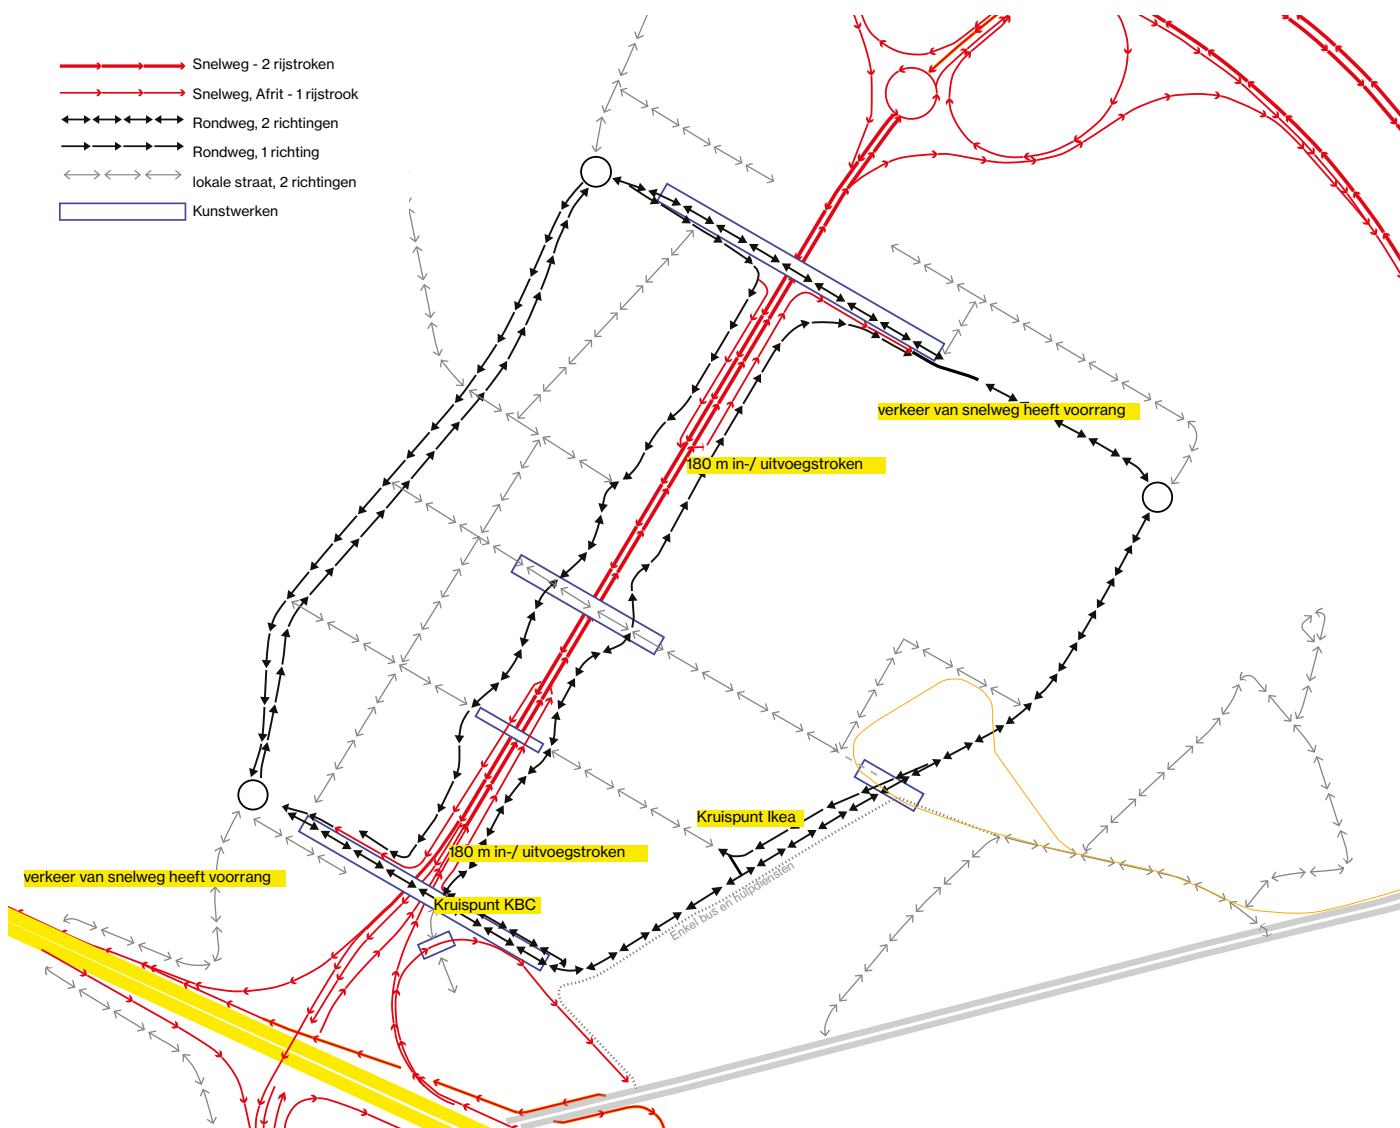 Snelweg - 2 rijstroken
Snelweg, Afrit - 1 rijstrook
Rondweg, 2 richtingen
Rondweg, 1 richting
lokale straat, 2 richtingen
Kunstwerken
verkeer van snelweg heeft voorrang
180 m in-/ uitvoegstroken
Kruispunt Ikea
180 m in-/ uitvoegstroken
verkeer van snelweg heeft voorrang
Kruispunt KBC
Enkel bus en hulpdiensten